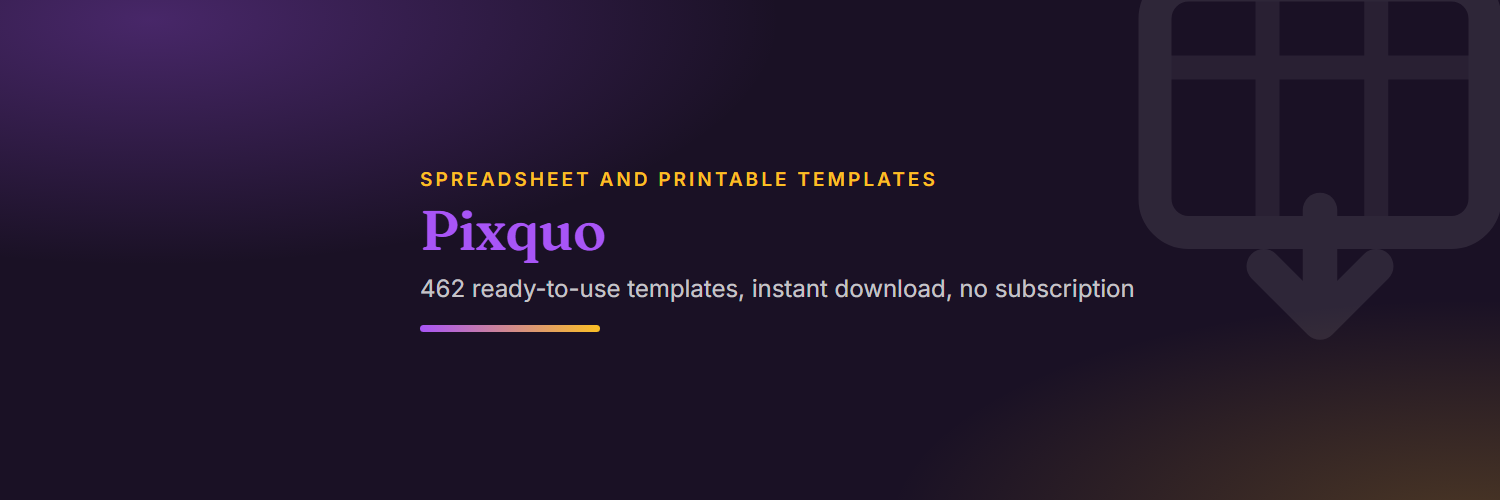 SPREADSHEET AND PRINTABLE TEMPLATES
Pixquo
462 ready-to-use templates, instant download, no subscription